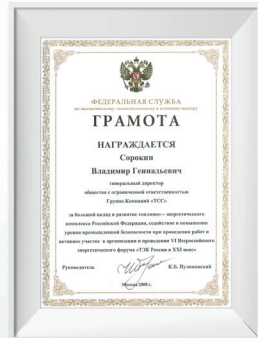 ФЕДЕРАЛЬНАЯ СЛУЖБА
по экологическому, технологическому и атомному надзору
ГРАМОТА
НАГРАЖДАЕТСЯ
Сорокин
Владимир Геннадьевич
генеральный директор
общества с ограниченной ответственностью
Группа Компаний «ТСС»
за большой вклад в развитие топливно – энергетического
комплекса Российской Федерации, содействие в повышении
уровня промышленной безопасности при проведении работ и
активное участие в организации и проведении VI Всероссийского
энергетического форума «ТЭК России в XXI веке»
Руководитель К.Б. Пуликовский
Москва 2008 г.